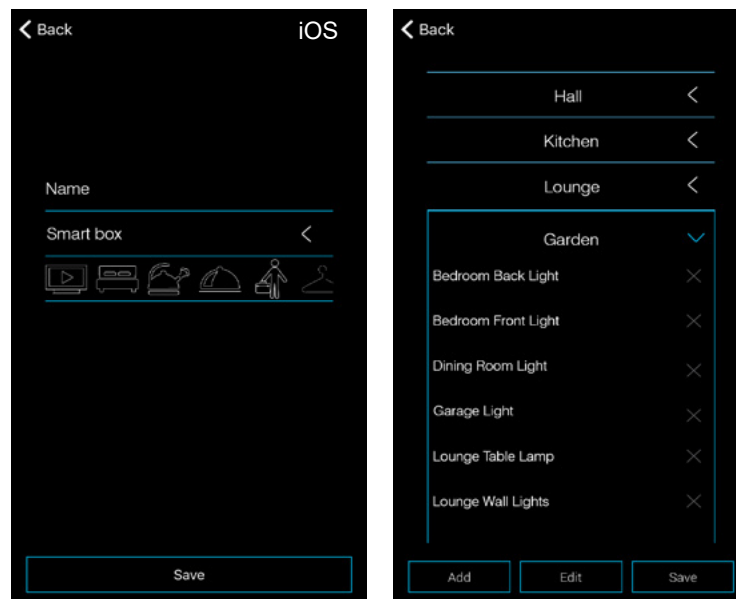 Back
iOS
Name
Smart box
Save
Back
Hall
Kitchen
Lounge
Garden
Bedroom Back Light
Bedroom Front Light
Dining Room Light
Garage Light
Lounge Table Lamp
Lounge Wall Lights
Add
Edit
Save